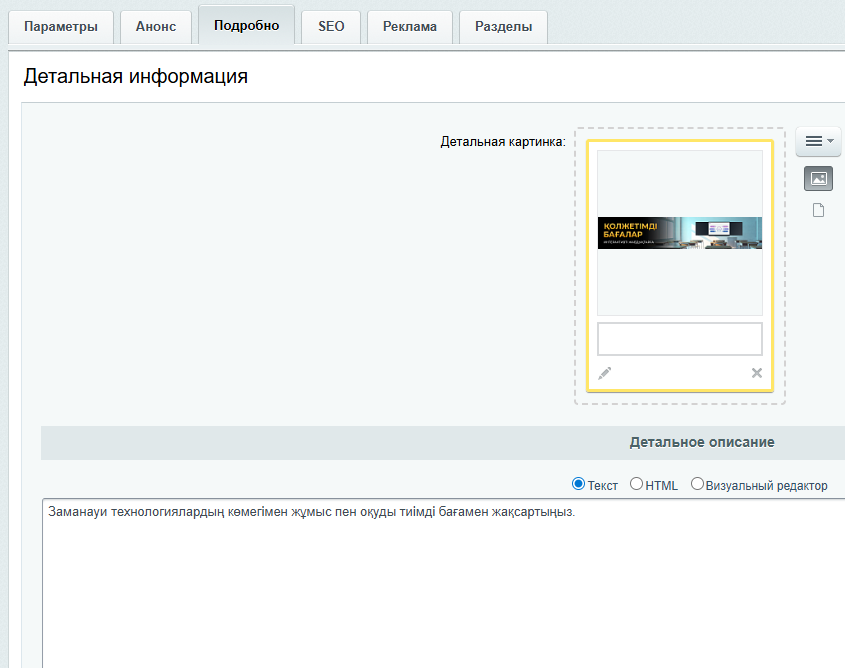 Параметры Анонс Подробно SEO Реклама Разделы
Детальная информация
Детальная картинка:
ҚОЛЖЕТІМДІ
БАҒАЛАР
Детальное описание
Текст HTML Визуальный редактор
Заманауи технологиялардың көмегімен жұмыс пен оқуды тиімді бағамен жақсартыңыз.